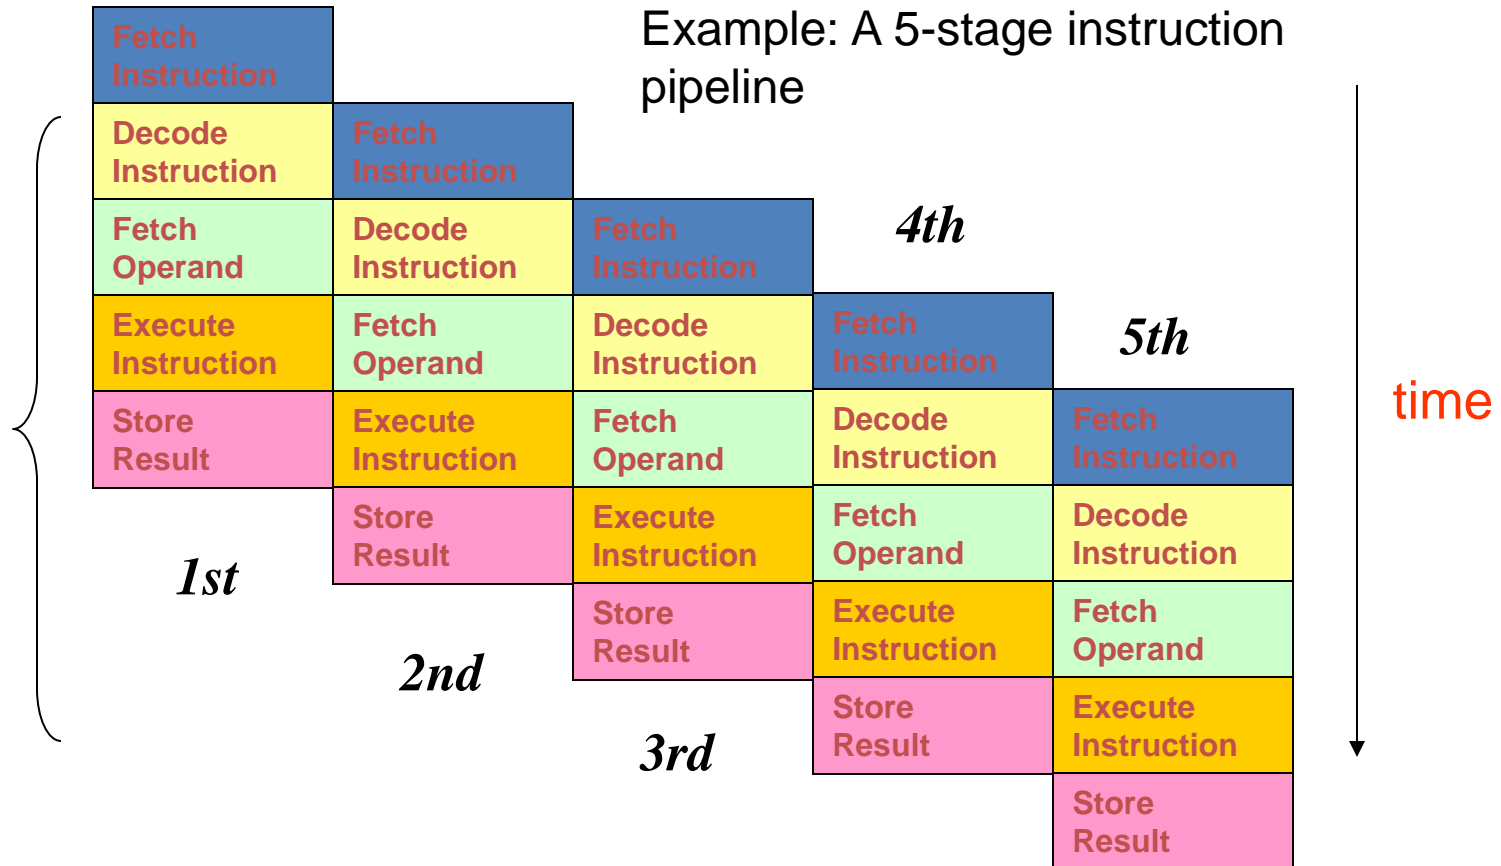 Example: A 5-stage instruction
pipeline
Fetch
Instruction
Decode
Instruction
Fetch
Operand
Execute
Instruction
Store
Result
1st
Fetch
Instruction
Decode
Instruction
Fetch
Operand
Execute
Instruction
Store
Result
2nd
Fetch
Instruction
Decode
Instruction
Fetch
Operand
Execute
Instruction
Store
Result
3rd
4th
Fetch
Instruction
Decode
Instruction
Fetch
Operand
Execute
Instruction
Store
Result
5th
Fetch
Instruction
Decode
Instruction
Fetch
Operand
Execute
Instruction
Store
Result
time